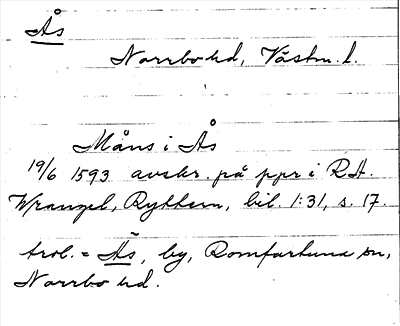 Ås
Norrbo hd, Västm. l.
Måns i Ås
19/6 1593 avskr. på ppr i RA.
Wrangel, Ryttern, bil. 1:31, s. 17.
trol. = Ås, by, Romfartuna sn,
Norrbo hd.